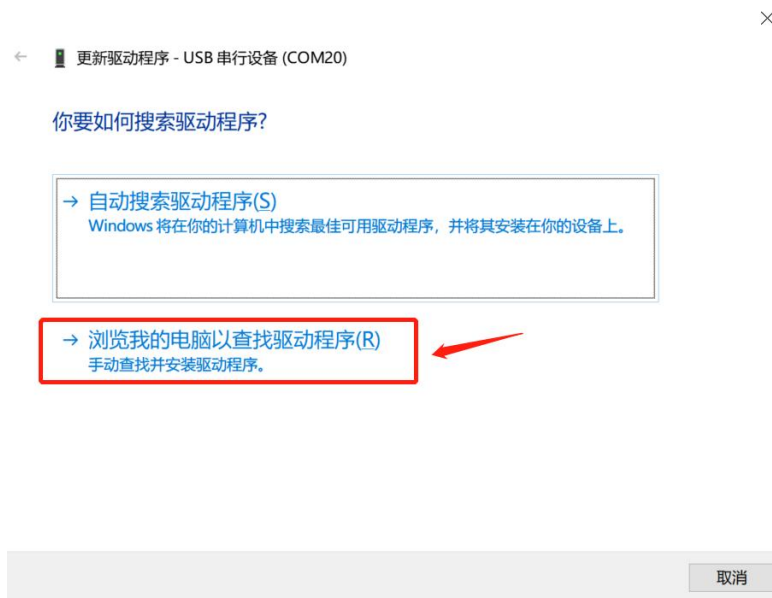 更新驱动程序 - USB 串行设备 (COM20)
你要如何搜索驱动程序?
自动搜索驱动程序(S)
Windows 将在你的计算机中搜索最佳可用驱动程序，并将其安装在你的设备上。
浏览我的电脑以查找驱动程序(R)
手动查找并安装驱动程序。
取消